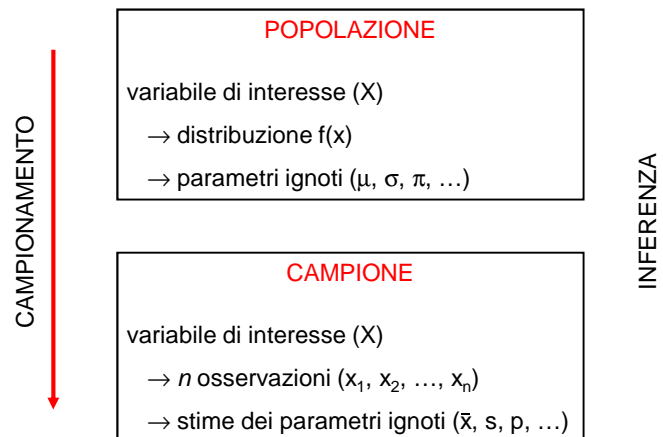 POPOLAZIONE
variabile di interesse (X)
→ distribuzione f(x)
→ parametri ignoti (μ, σ, π, …)
CAMPIONAMENTO
INFERENZA
CAMPIONE
variabile di interesse (X)
→ n osservazioni (x₁, x₂, …, xₙ)
→ stime dei parametri ignoti (x̄, s, p, …)